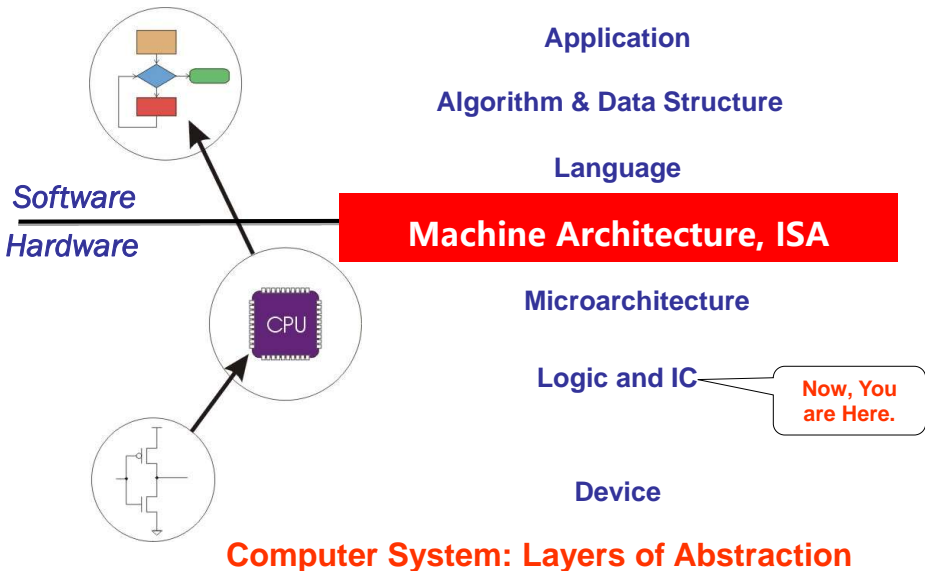 Application
Algorithm & Data Structure
Language
Software
Hardware
Machine Architecture, ISA
Microarchitecture
CPU
Logic and IC
Now, You
are Here.
Device
Computer System: Layers of Abstraction